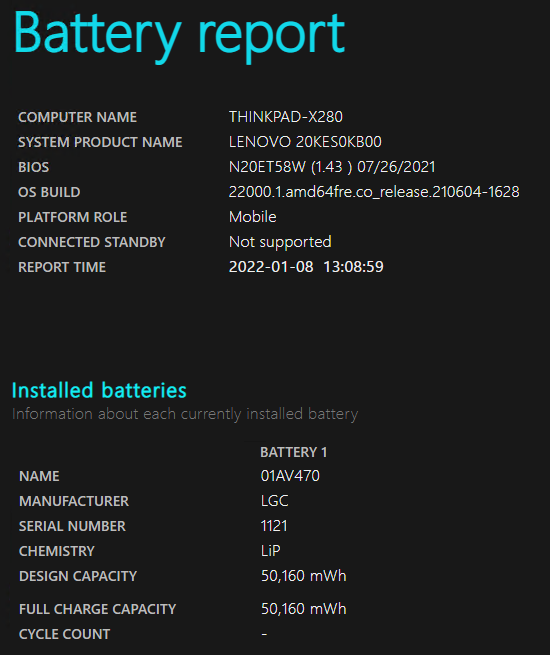 Battery report
COMPUTER NAME THINKPAD-X280
SYSTEM PRODUCT NAME LENOVO 20KES0KB00
BIOS N20ET58W (1.43 ) 07/26/2021
OS BUILD 22000.1.amd64fre.co_release.210604-1628
PLATFORM ROLE Mobile
CONNECTED STANDBY Not supported
REPORT TIME 2022-01-08 13:08:59
Installed batteries
Information about each currently installed battery
BATTERY 1
NAME 01AV470
MANUFACTURER LGC
SERIAL NUMBER 1121
CHEMISTRY LiP
DESIGN CAPACITY 50,160 mWh
FULL CHARGE CAPACITY 50,160 mWh
CYCLE COUNT -